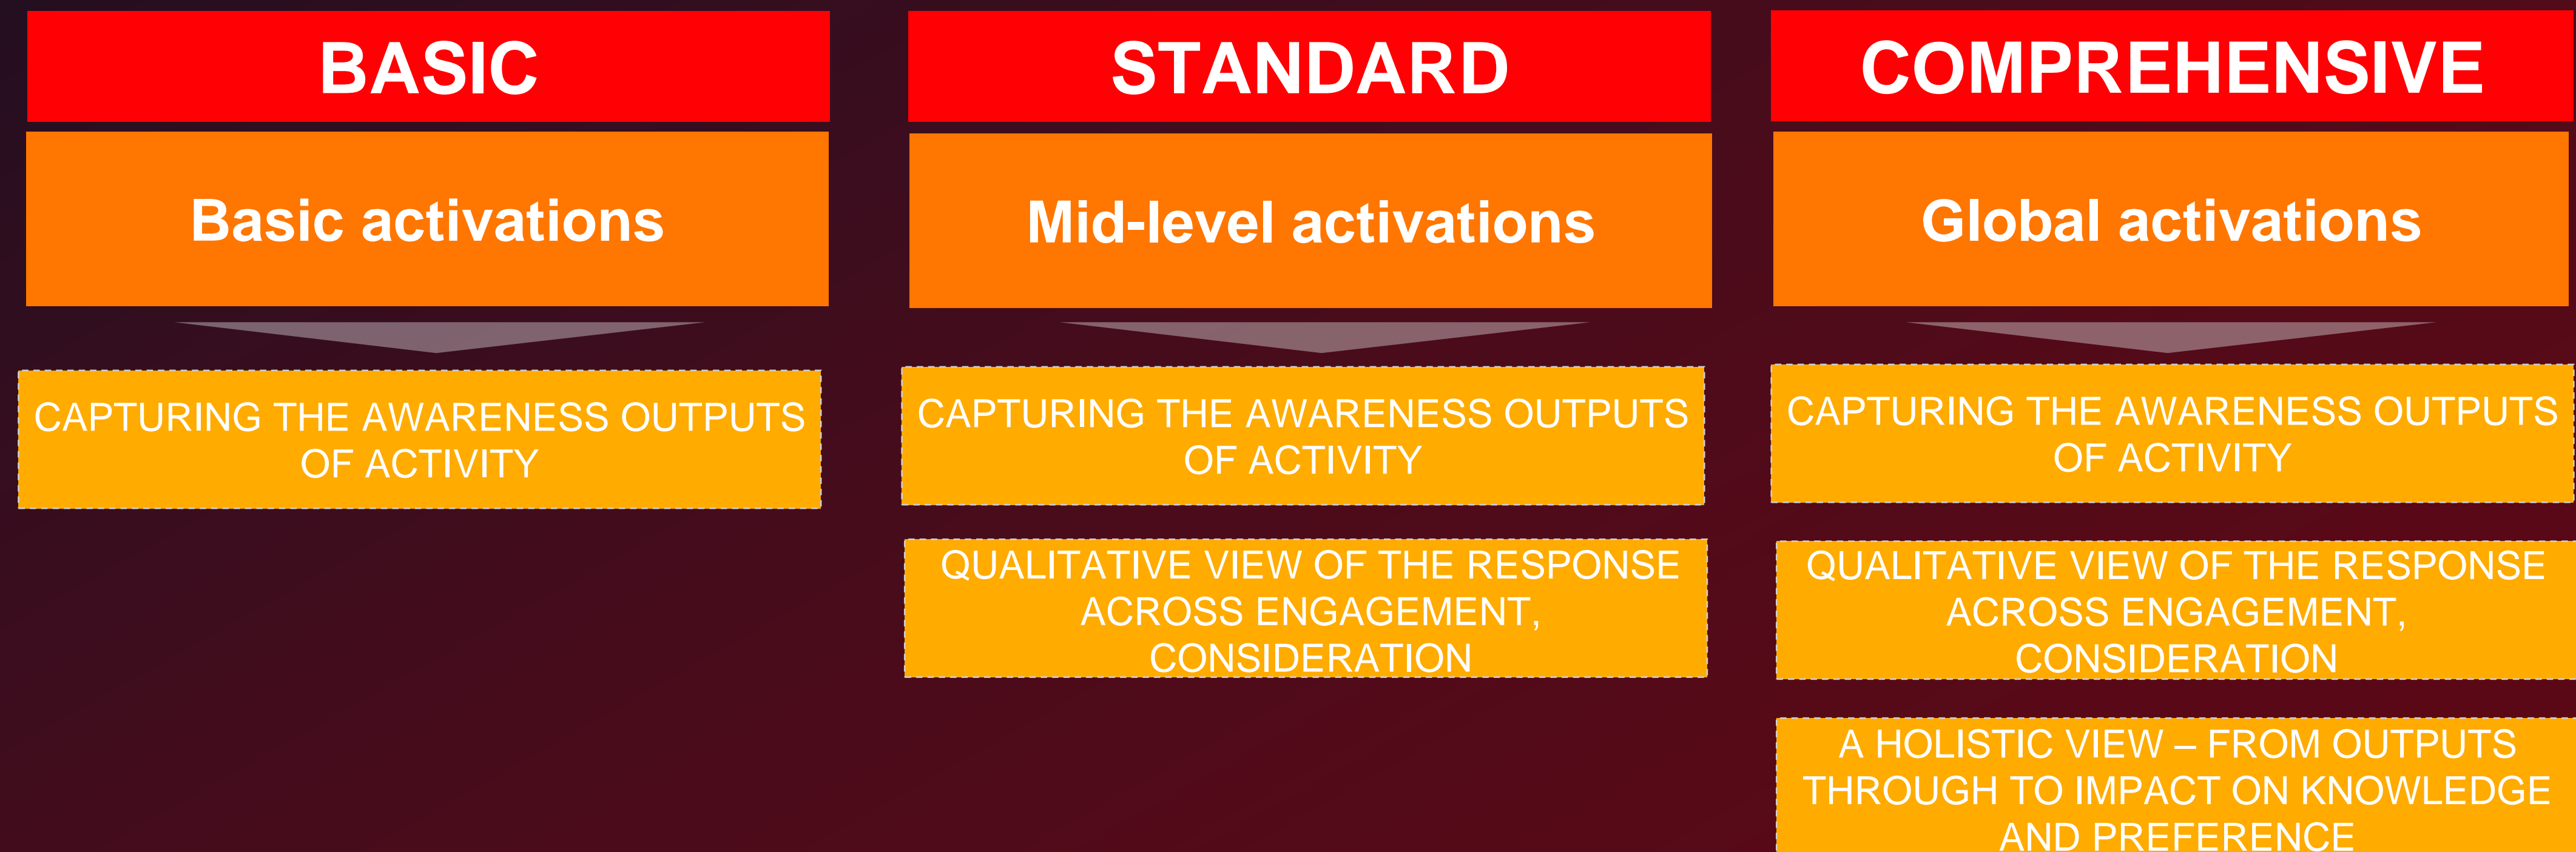 BASIC
Basic activations
CAPTURING THE AWARENESS OUTPUTS
OF ACTIVITY
STANDARD
Mid-level activations
CAPTURING THE AWARENESS OUTPUTS
OF ACTIVITY
QUALITATIVE VIEW OF THE RESPONSE
ACROSS ENGAGEMENT,
CONSIDERATION
COMPREHENSIVE
Global activations
CAPTURING THE AWARENESS OUTPUTS
OF ACTIVITY
QUALITATIVE VIEW OF THE RESPONSE
ACROSS ENGAGEMENT,
CONSIDERATION
A HOLISTIC VIEW – FROM OUTPUTS
THROUGH TO IMPACT ON KNOWLEDGE
AND PREFERENCE